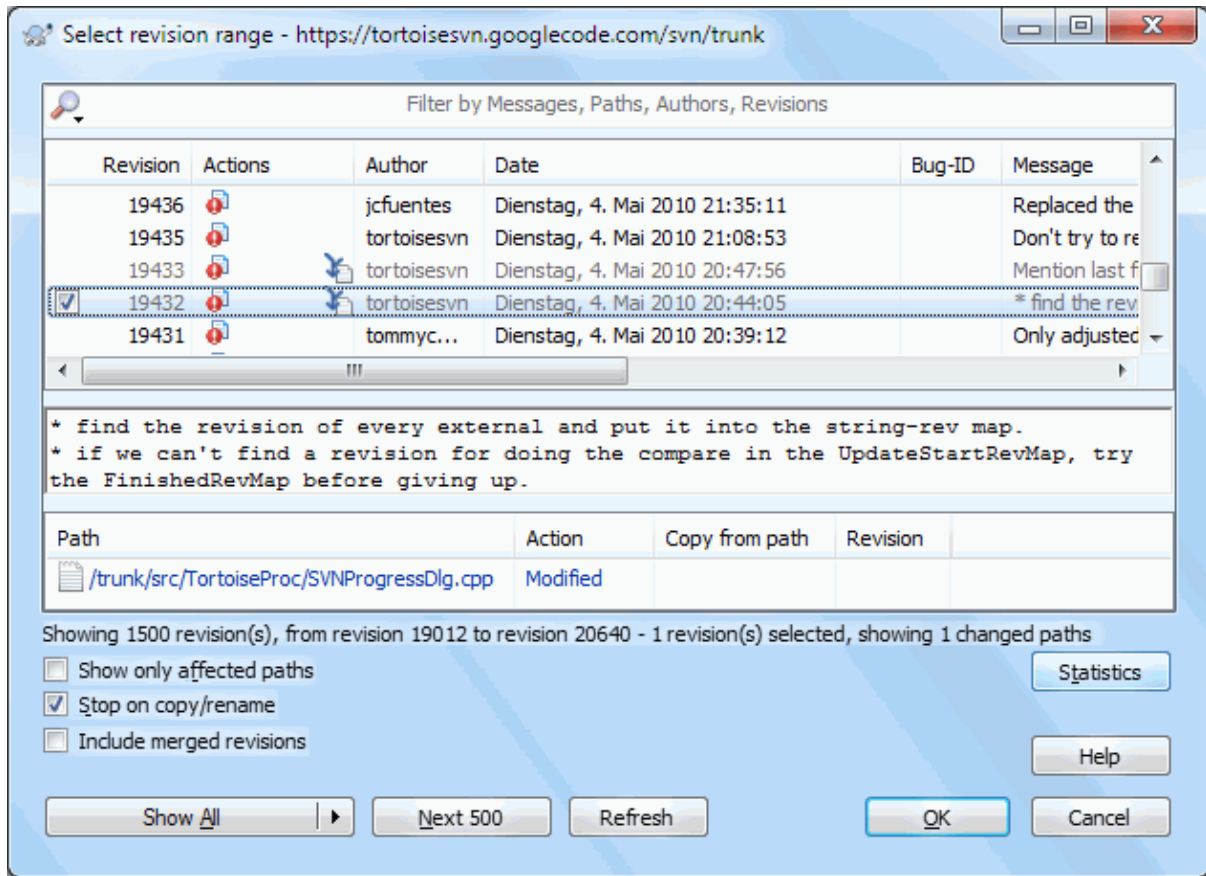 Select revision range - https://tortoisesvn.googlecode.com/svn/trunk
Filter by Messages, Paths, Authors, Revisions
Revision Actions Author Date Bug-ID Message
19436 jcfuentes Dienstag, 4. Mai 2010 21:35:11 Replaced the
19435 tortoisesvn Dienstag, 4. Mai 2010 21:08:53 Don't try to re
19433 tortoisesvn Dienstag, 4. Mai 2010 20:47:56 Mention last f
19432 tortoisesvn Dienstag, 4. Mai 2010 20:44:05 * find the rev
19431 tommyc... Dienstag, 4. Mai 2010 20:39:12 Only adjusted
* find the revision of every external and put it into the string-rev map.
* if we can't find a revision for doing the compare in the UpdateStartRevMap, try
the FinishedRevMap before giving up.
Path Action Copy from path Revision
/trunk/src/TortoiseProc/SVNProgressDlg.cpp Modified
Showing 1500 revision(s), from revision 19012 to revision 20640 - 1 revision(s) selected, showing 1 changed paths
Show only affected paths
Statistics
Stop on copy/rename
Include merged revisions
Help
Show All Next 500 Refresh OK Cancel